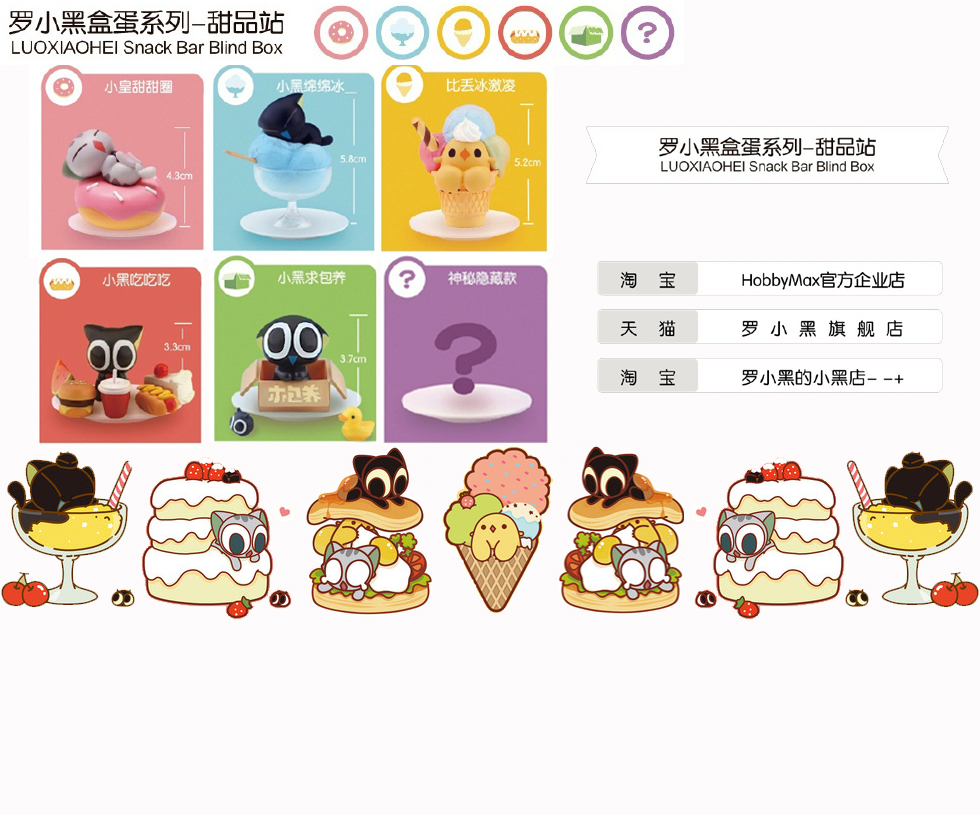 罗小黑盒蛋系列-甜品站
LUOXIAOHEI Snack Bar Blind Box
?
小皇甜甜圈
4.3cm
小黑绵绵冰
5.8cm
比丢冰激凌
5.2cm
罗小黑盒蛋系列-甜品站
LUOXIAOHEI Snack Bar Blind Box
小黑吃吃吃
3.3cm
小黑求包养
3.7cm
求包养
?
神秘隐藏款
?
淘 宝 HobbyMax官方企业店
天 猫 罗小黑旗舰店
淘 宝 罗小黑的小黑店- -+